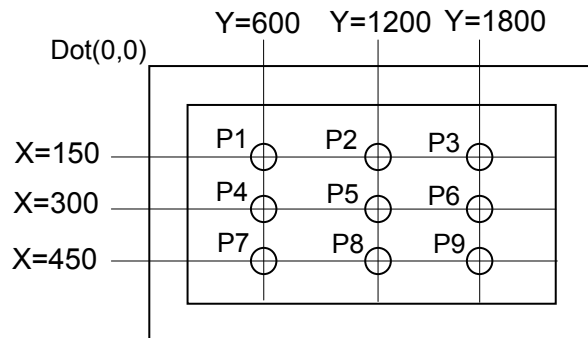 Y=600 Y=1200 Y=1800
Dot(0,0)
X=150 P1 P2 P3
X=300 P4 P5 P6
X=450 P7 P8 P9